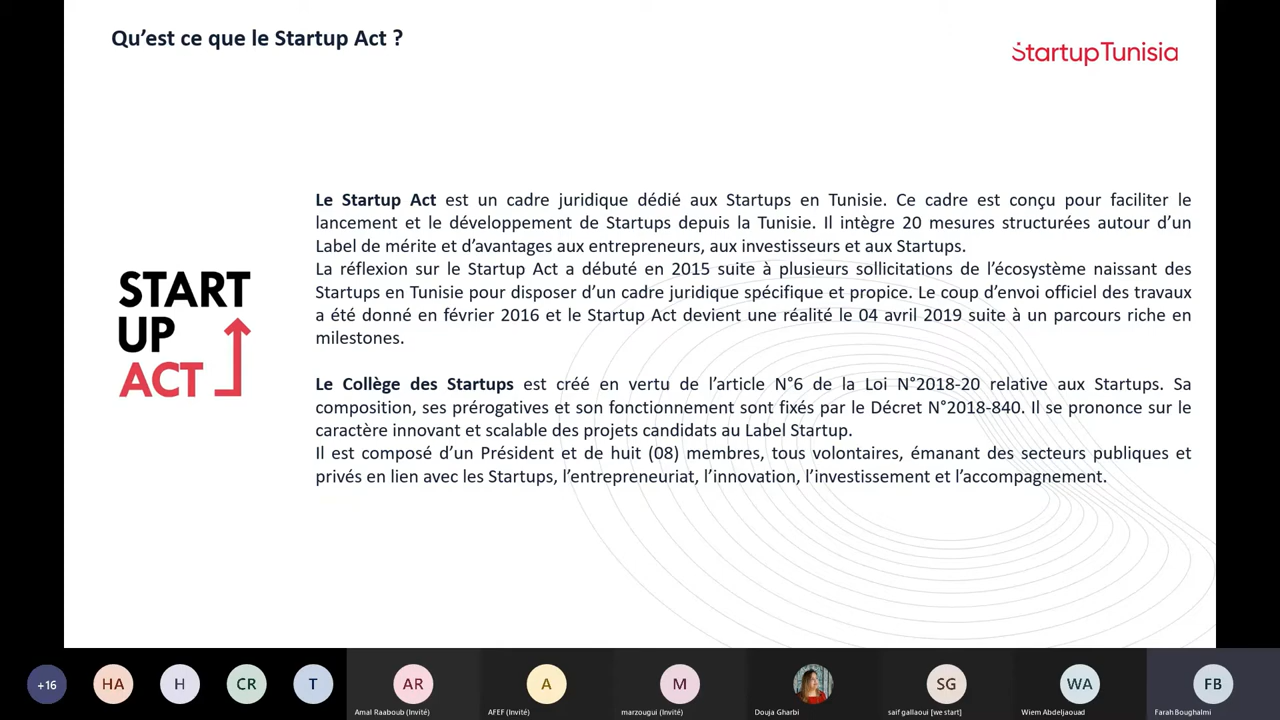 Qu’est ce que le Startup Act ?
StartupTunisia
START
UP
ACT
Le Startup Act est un cadre juridique dédié aux Startups en Tunisie. Ce cadre est conçu pour faciliter le
lancement et le développement de Startups depuis la Tunisie. Il intègre 20 mesures structurées autour d’un
Label de mérite et d’avantages aux entrepreneurs, aux investisseurs et aux Startups.
La réflexion sur le Startup Act a débuté en 2015 suite à plusieurs sollicitations de l’écosystème naissant des
Startups en Tunisie pour disposer d’un cadre juridique spécifique et propice. Le coup d’envoi officiel des travaux
a été donné en février 2016 et le Startup Act devient une réalité le 04 avril 2019 suite à un parcours riche en
milestones.
Le Collège des Startups est créé en vertu de l’article N°6 de la Loi N°2018-20 relative aux Startups. Sa
composition, ses prérogatives et son fonctionnement sont fixés par le Décret N°2018-840. Il se prononce sur le
caractère innovant et scalable des projets candidats au Label Startup.
Il est composé d’un Président et de huit (08) membres, tous volontaires, émanant des secteurs publiques et
privés en lien avec les Startups, l’entrepreneuriat, l’innovation, l’investissement et l’accompagnement.
+16 HA H CR T AR A M SG WA FB
Amal Raaboub (Invité) AFEF (Invité) marzougui (Invité) Douja Gharbi saif gallaoui [we start] Wiem Abdeljaouad Farah Boughalmi